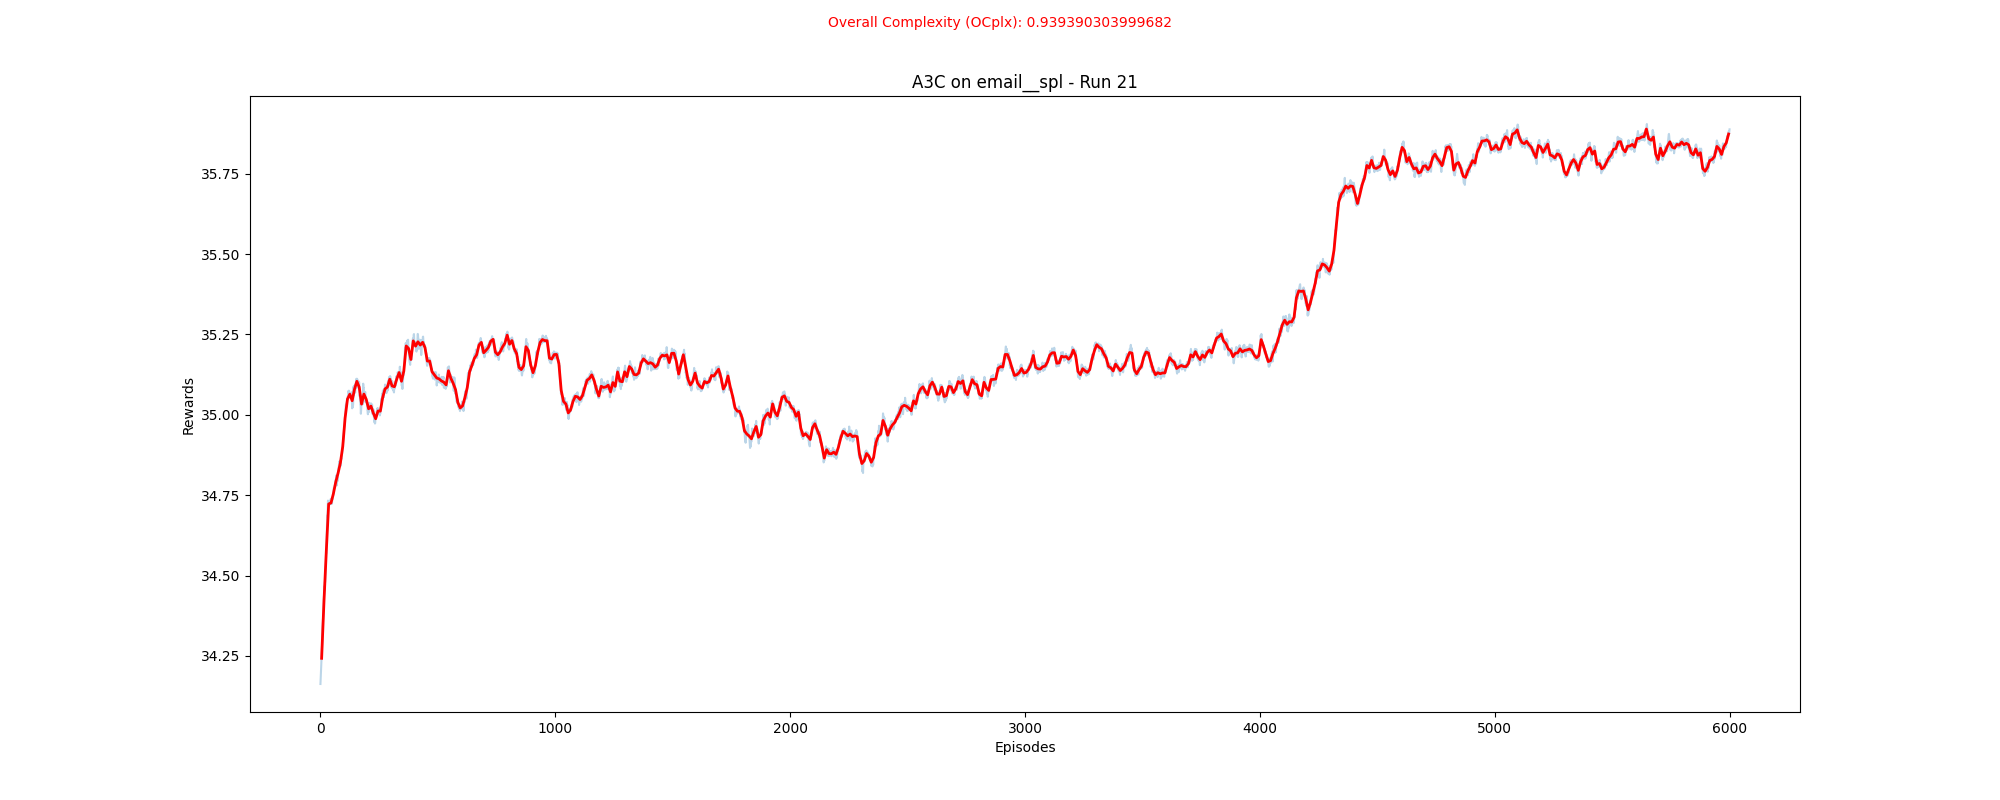 Overall Complexity (OCplx): 0.939390303999682
A3C on email__spl - Run 21
Rewards
35.75
35.50
35.25
35.00
34.75
34.50
34.25
0 1000 2000 3000 4000 5000 6000
Episodes